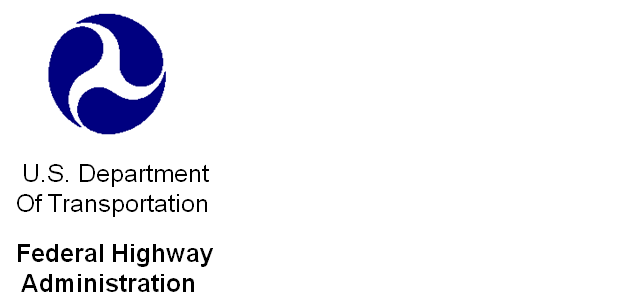 U.S. Department
Of Transportation
Federal Highway
Administration